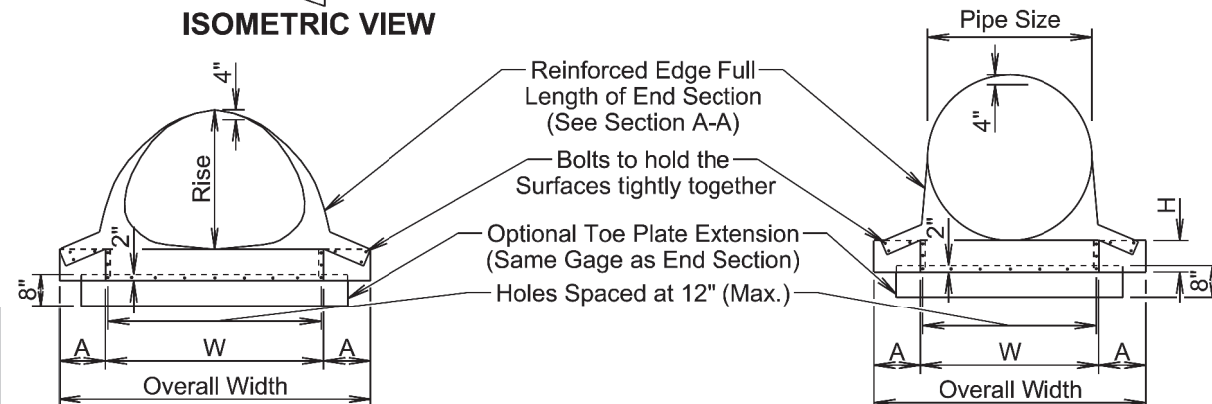 ISOMETRIC VIEW
Pipe Size
4"
Reinforced Edge Full
Length of End Section
(See Section A-A)
4"
Rise
Bolts to hold the
Surfaces tightly together
H
2"
Optional Toe Plate Extension
(Same Gage as End Section)
2"
8"
Holes Spaced at 12" (Max.)
8"
A W A
A W A
Overall Width
Overall Width